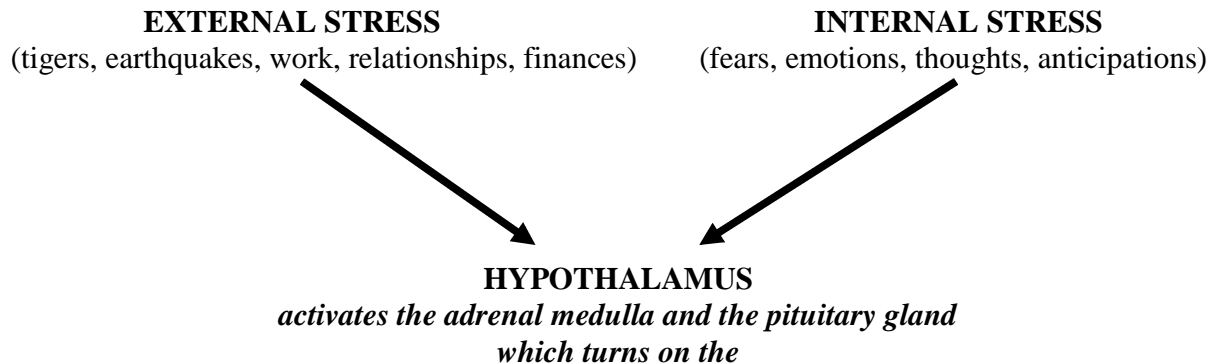 EXTERNAL STRESS
(tigers, earthquakes, work, relationships, finances)
INTERNAL STRESS
(fears, emotions, thoughts, anticipations)
HYPOTHALAMUS
activates the adrenal medulla and the pituitary gland
which turns on the